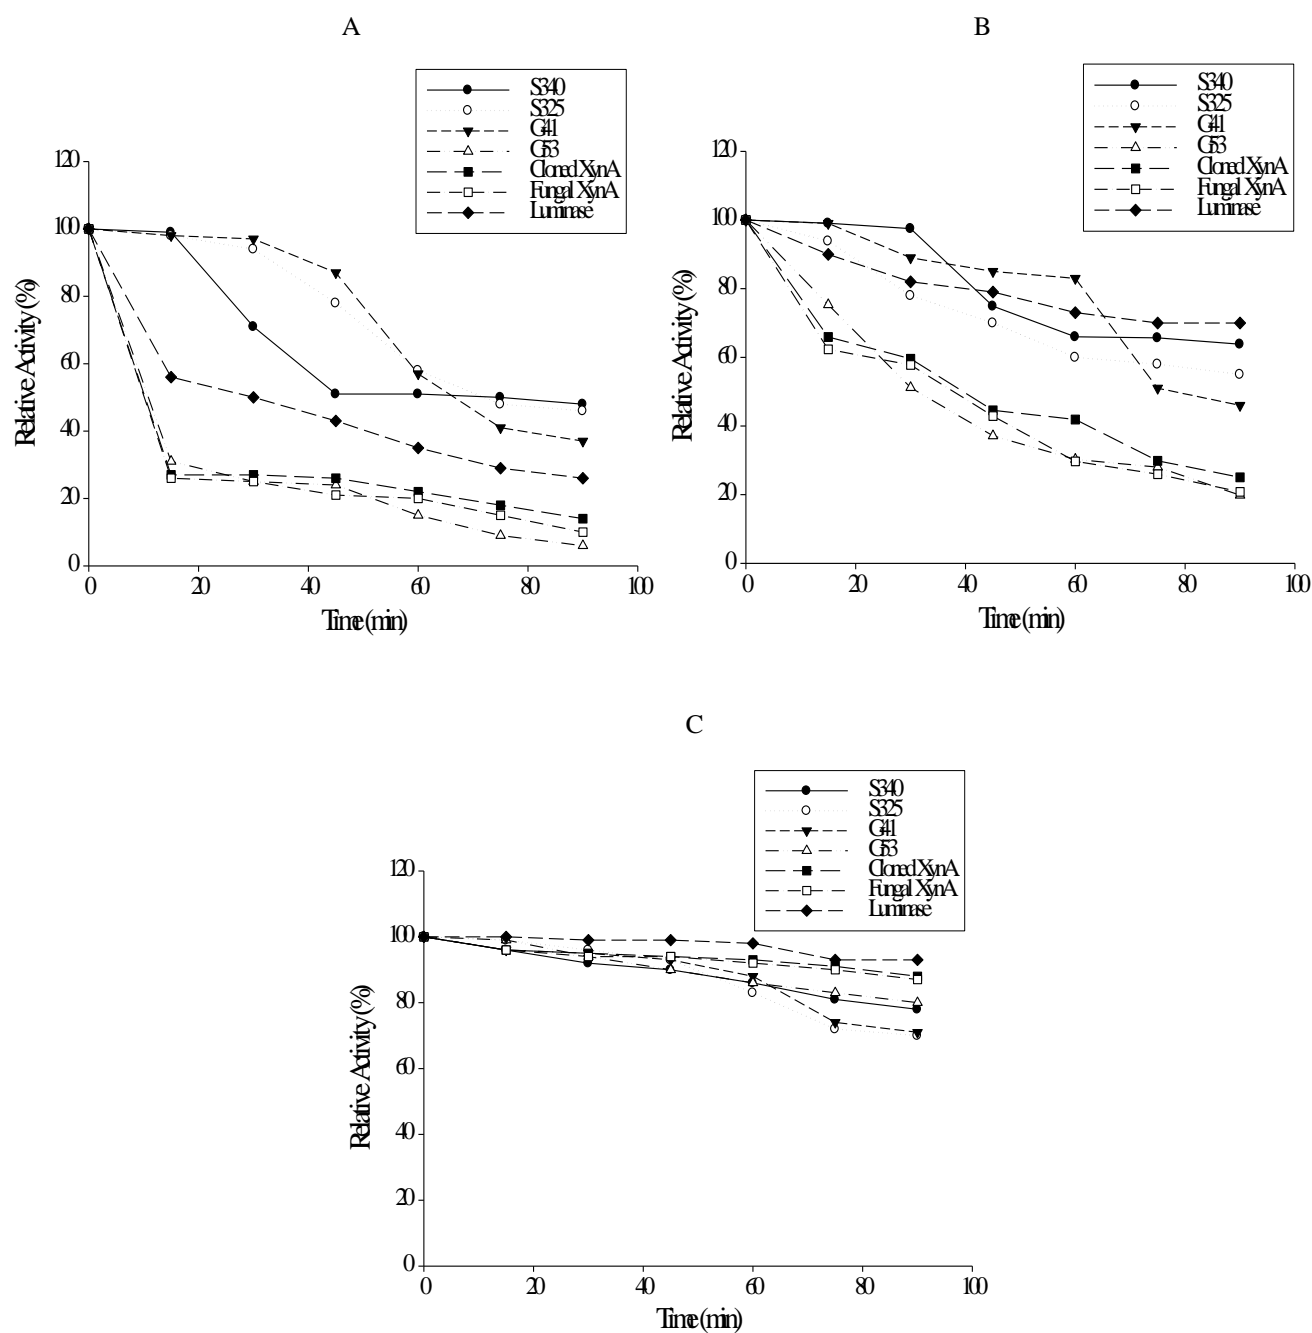 A
S340
S325
G41
G53
Cloned XynA
Fungal XynA
Luminase
120
100
80
60
40
20
0
Relative Activity (%)
0 20 40 60 80 100
Time (min)
B
S340
S325
G41
G53
Cloned XynA
Fungal XynA
Luminase
120
100
80
60
40
20
0
Relative Activity (%)
0 20 40 60 80 100
Time (min)
C
S340
S325
G41
G53
Cloned XynA
Fungal XynA
Luminase
120
100
80
60
40
20
0
Relative Activity (%)
0 20 40 60 80 100
Time (min)